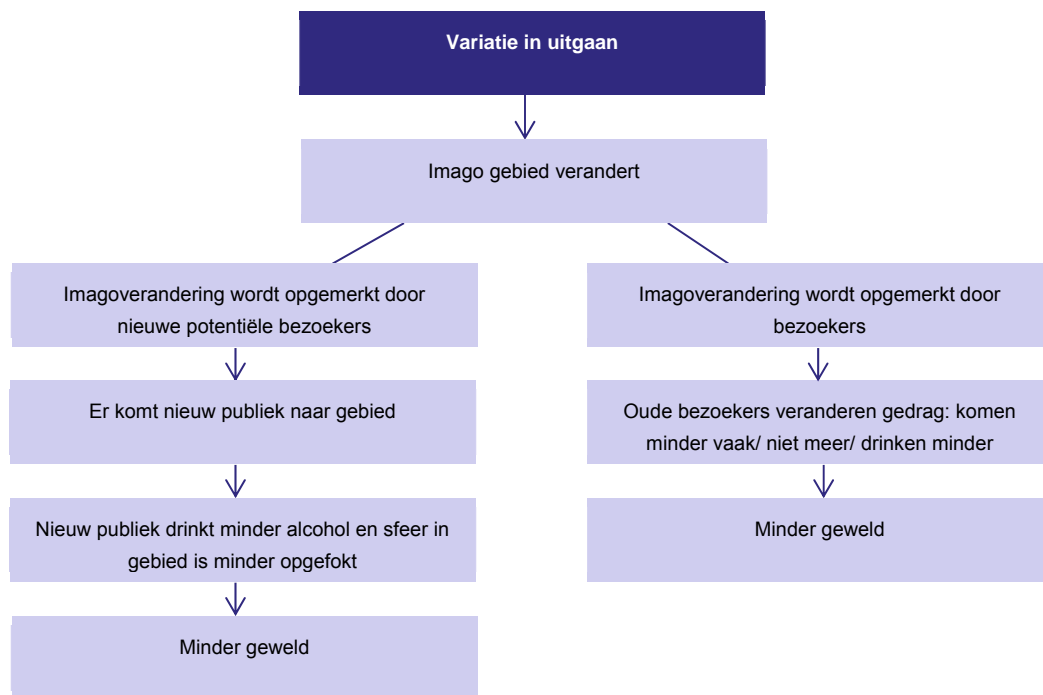 Variatie in uitgaan
Imago gebied verandert
Imagoverandering wordt opgemerkt door
nieuwe potentiële bezoekers
Er komt nieuw publiek naar gebied
Nieuw publiek drinkt minder alcohol en sfeer in
gebied is minder opgefokt
Minder geweld
Imagoverandering wordt opgemerkt door
bezoekers
Oude bezoekers veranderen gedrag: komen
minder vaak/ niet meer/ drinken minder
Minder geweld